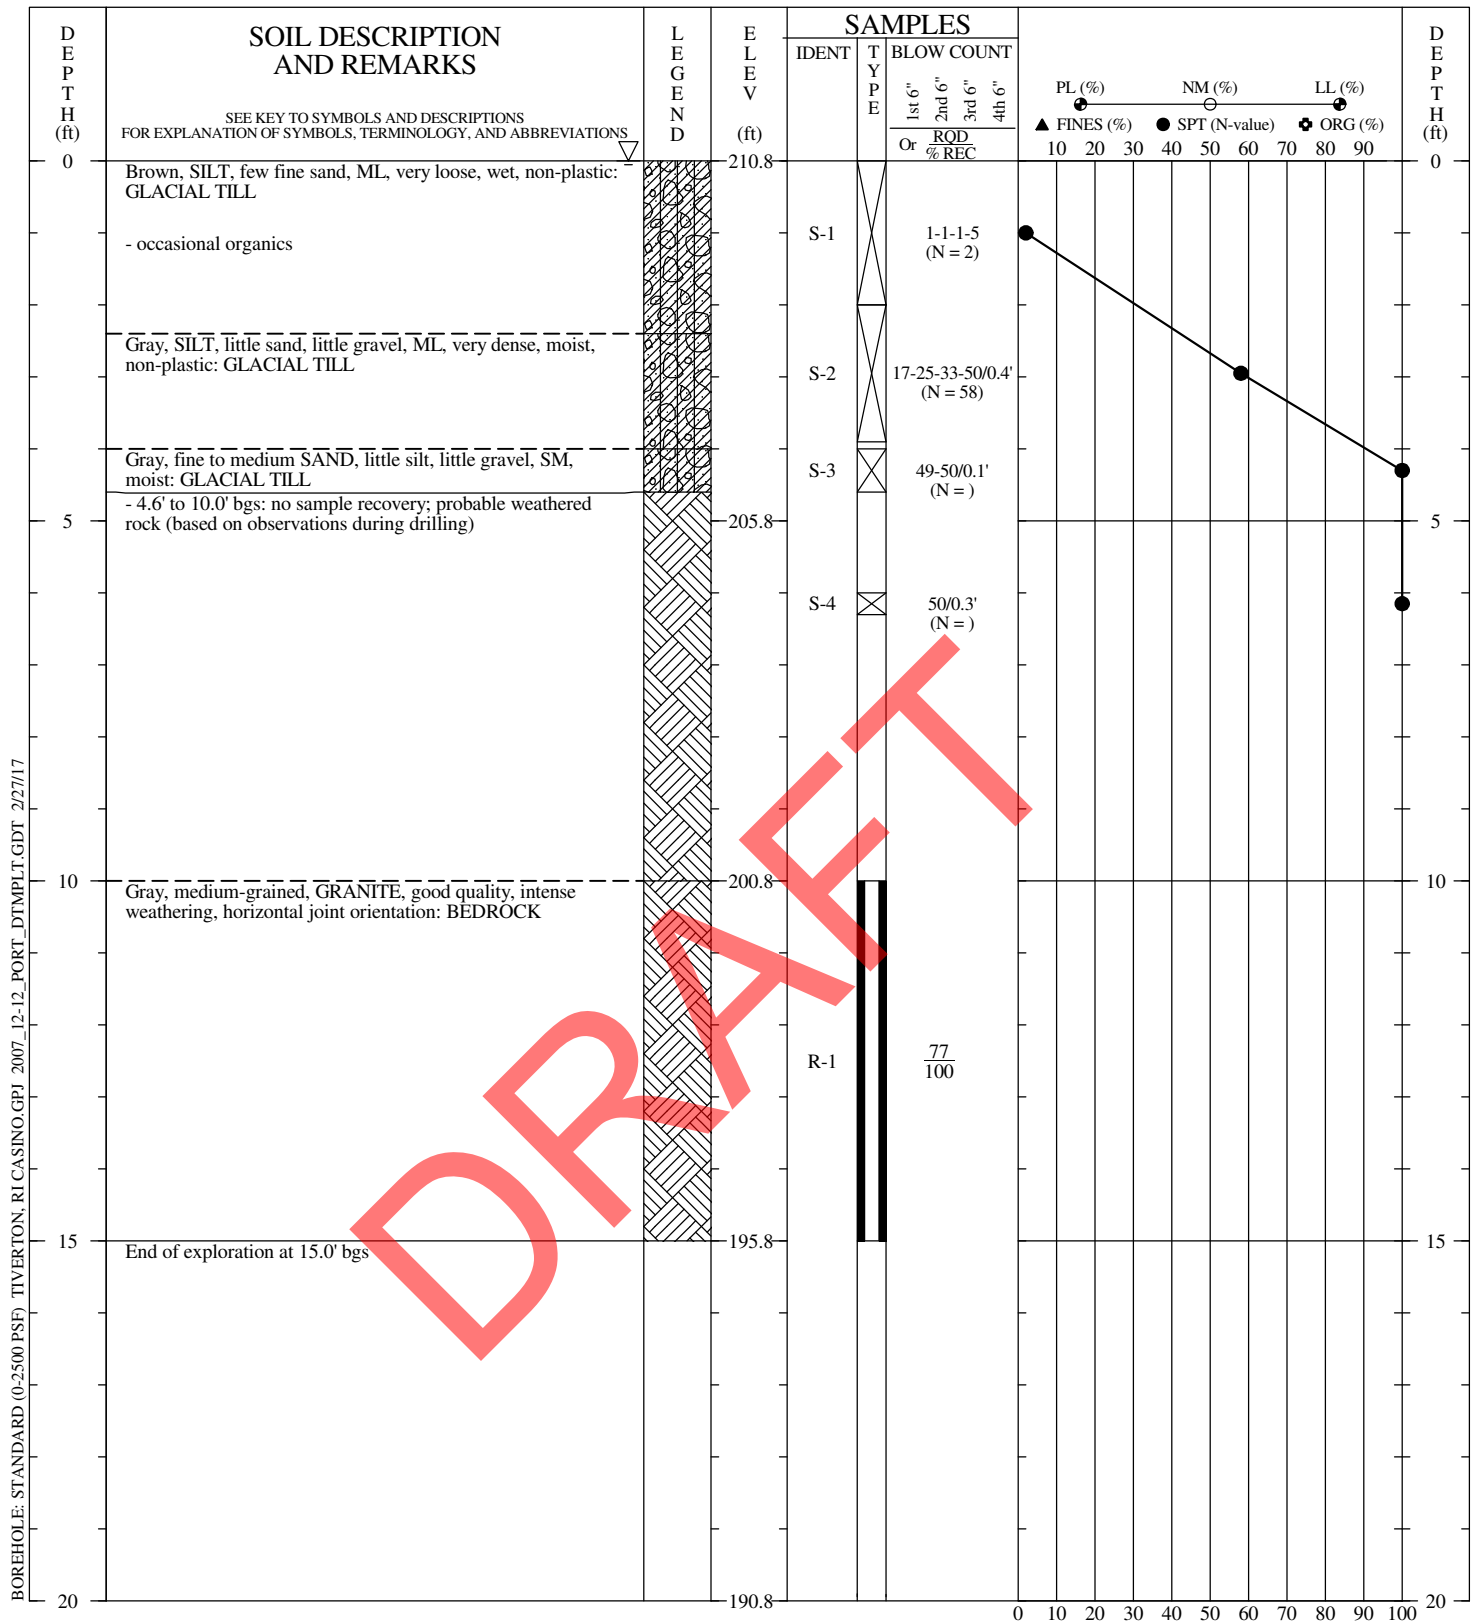 DEPTH (ft)
SOIL DESCRIPTION
AND REMARKS
SEE KEY TO SYMBOLS AND DESCRIPTIONS
FOR EXPLANATION OF SYMBOLS, TERMINOLOGY, AND ABBREVIATIONS
LEGEND
ELEV (ft)
SAMPLES
IDENT
TYPE
BLOW COUNT
1st 6"
2nd 6"
3rd 6"
4th 6"
Or RQD
% REC
PL (%) NM (%) LL (%)
FINES (%) SPT (N-value) ORG (%)
10 20 30 40 50 60 70 80 90
DEPTH (ft)
0
Brown, SILT, few fine sand, ML, very loose, wet, non-plastic:
GLACIAL TILL
- occasional organics
210.8
0
S-1
1-1-1-5
(N = 2)
Gray, SILT, little sand, little gravel, ML, very dense, moist,
non-plastic: GLACIAL TILL
S-2
17-25-33-50/0.4'
(N = 58)
Gray, fine to medium SAND, little silt, little gravel, SM,
moist: GLACIAL TILL
S-3
49-50/0.1'
(N = )
- 4.6' to 10.0' bgs: no sample recovery; probable weathered
rock (based on observations during drilling)
5
205.8
5
S-4
50/0.3'
(N = )
10
Gray, medium-grained, GRANITE, good quality, intense
weathering, horizontal joint orientation: BEDROCK
200.8
10
R-1
77
100
15
End of exploration at 15.0' bgs
195.8
15
20
190.8
20
0 10 20 30 40 50 60 70 80 90 100
DRAFT
BOREHOLE: STANDARD (0-2500 PSF) TIVERTON, RI CASINO.GPJ 2007_12-12_PORT_DTMPLT.GDT 2/27/17